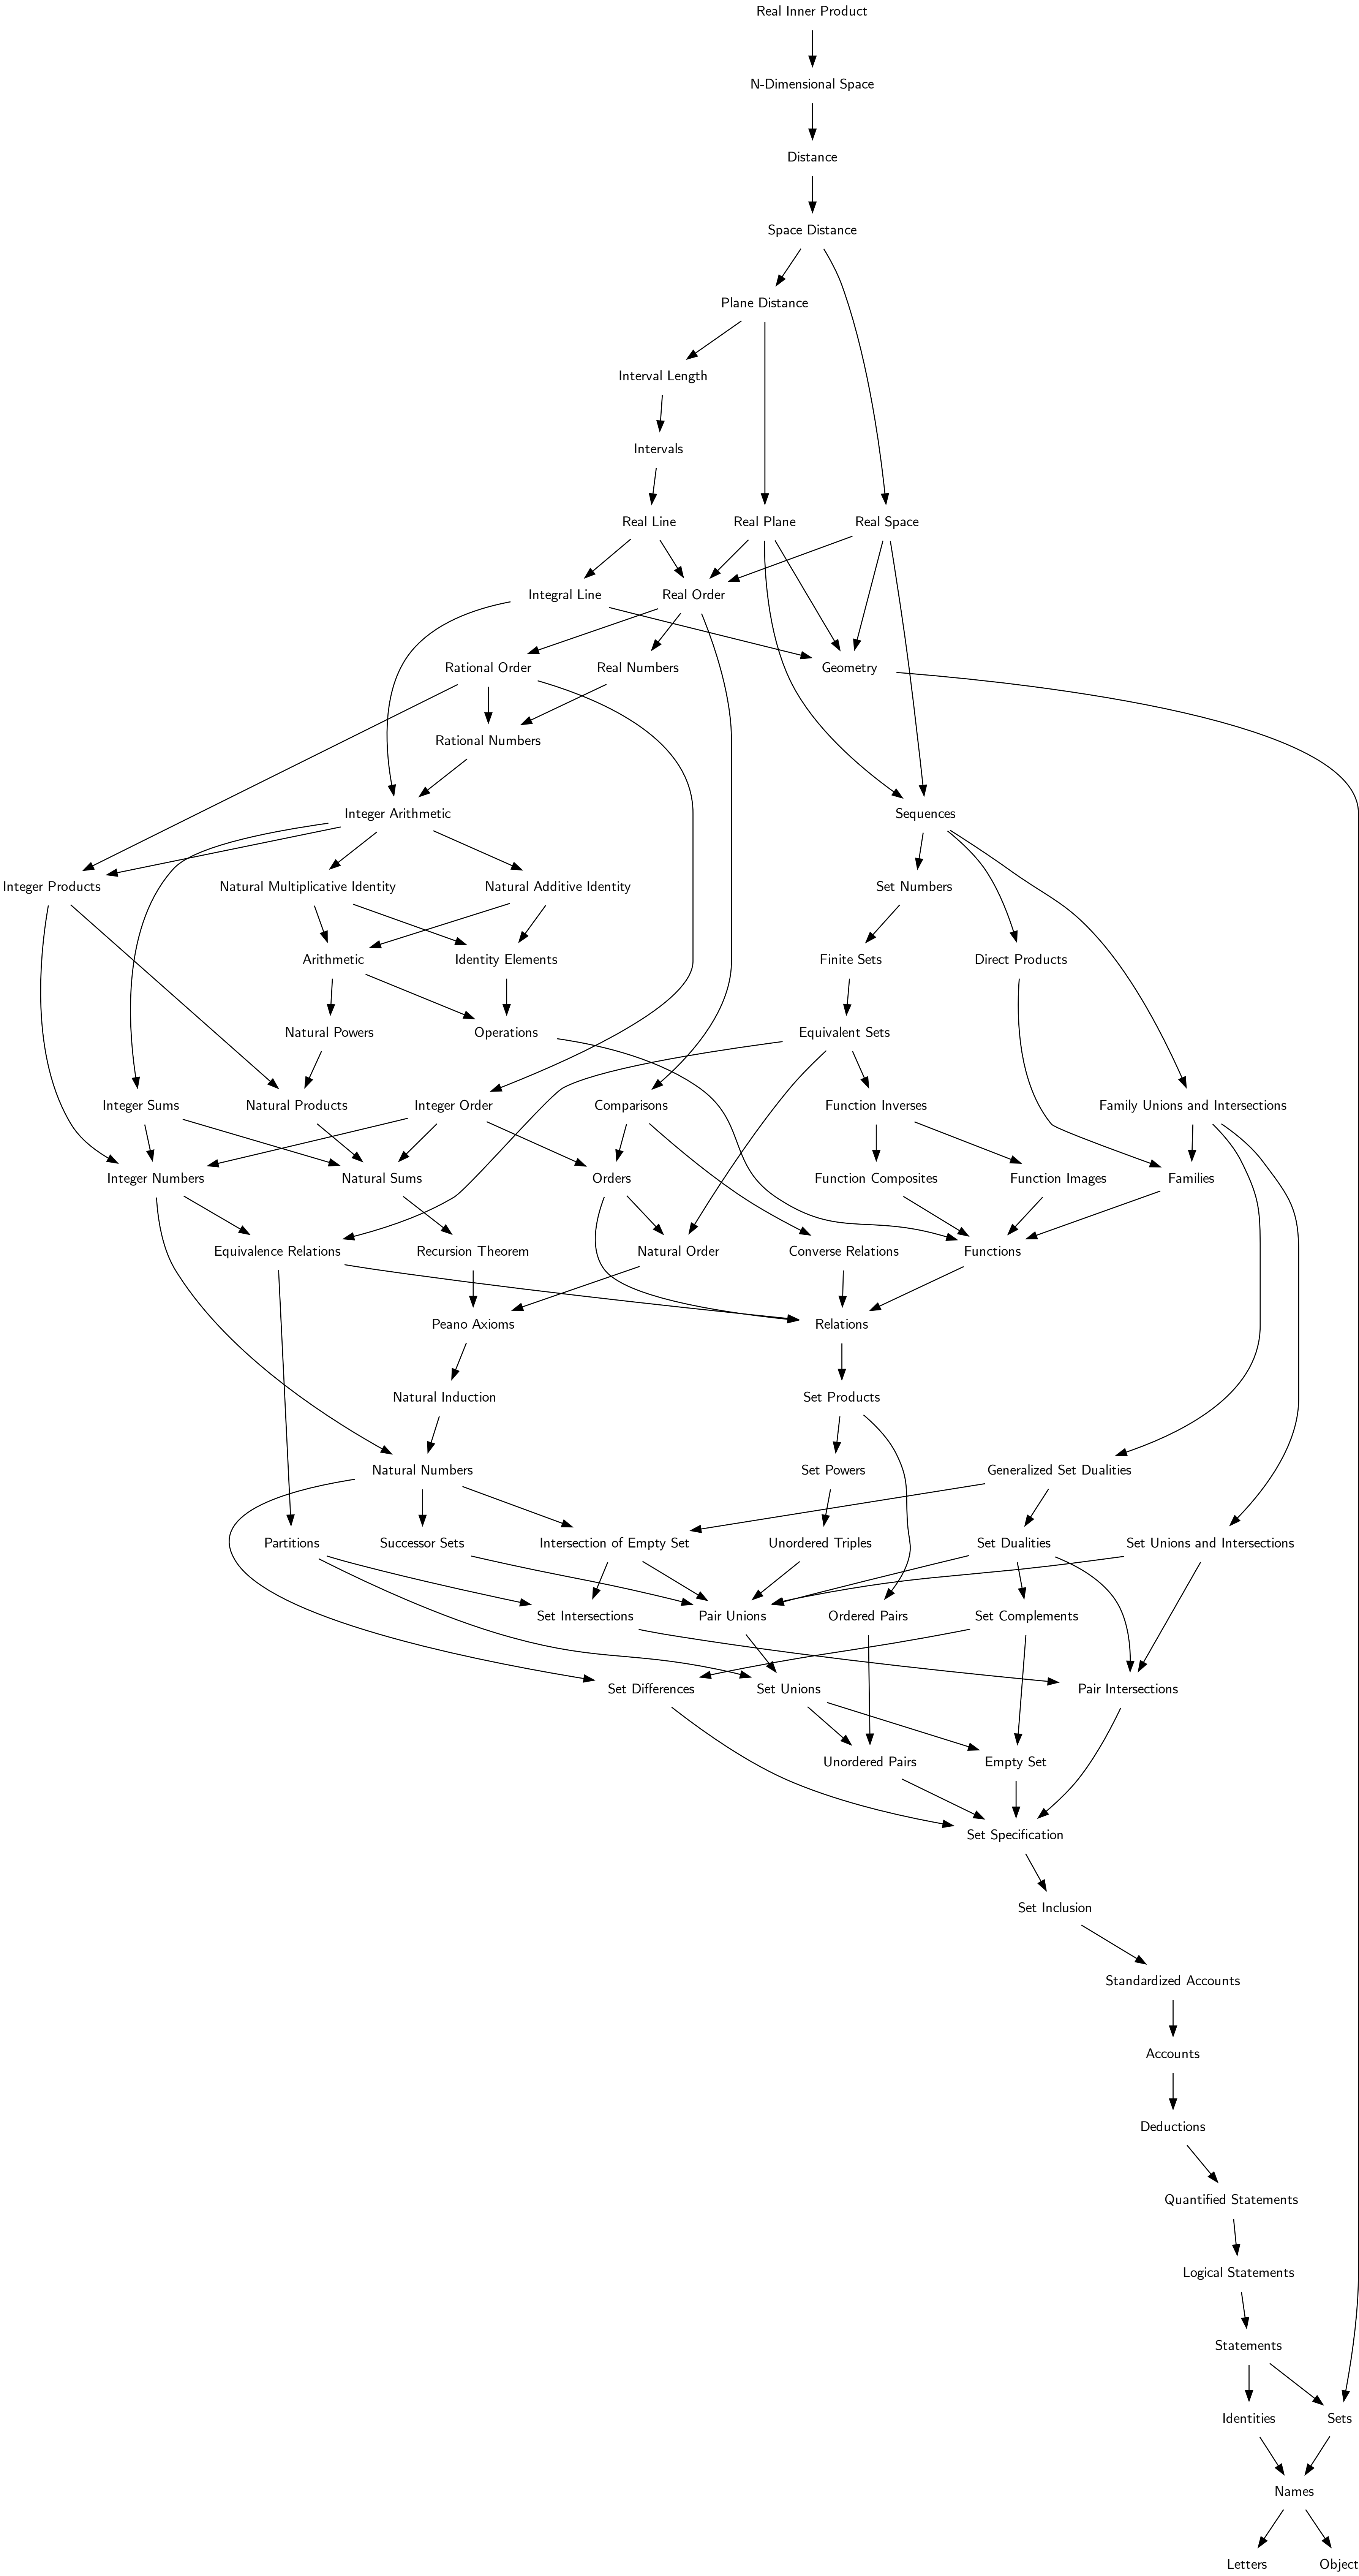 Real Inner Product
N-Dimensional Space
Distance
Space Distance
Plane Distance
Interval Length
Intervals
Real Line
Real Plane
Real Space
Integral Line
Real Order
Rational Order
Real Numbers
Geometry
Rational Numbers
Integer Arithmetic
Sequences
Integer Products
Natural Multiplicative Identity
Natural Additive Identity
Set Numbers
Arithmetic
Identity Elements
Finite Sets
Direct Products
Natural Powers
Operations
Equivalent Sets
Integer Sums
Natural Products
Integer Order
Comparisons
Function Inverses
Family Unions and Intersections
Integer Numbers
Natural Sums
Orders
Function Composites
Function Images
Families
Equivalence Relations
Recursion Theorem
Natural Order
Converse Relations
Functions
Peano Axioms
Relations
Natural Induction
Set Products
Natural Numbers
Set Powers
Generalized Set Dualities
Partitions
Successor Sets
Intersection of Empty Set
Unordered Triples
Set Dualities
Set Unions and Intersections
Set Intersections
Pair Unions
Ordered Pairs
Set Complements
Set Differences
Set Unions
Pair Intersections
Unordered Pairs
Empty Set
Set Specification
Set Inclusion
Standardized Accounts
Accounts
Deductions
Quantified Statements
Logical Statements
Statements
Identities
Sets
Names
Letters
Object